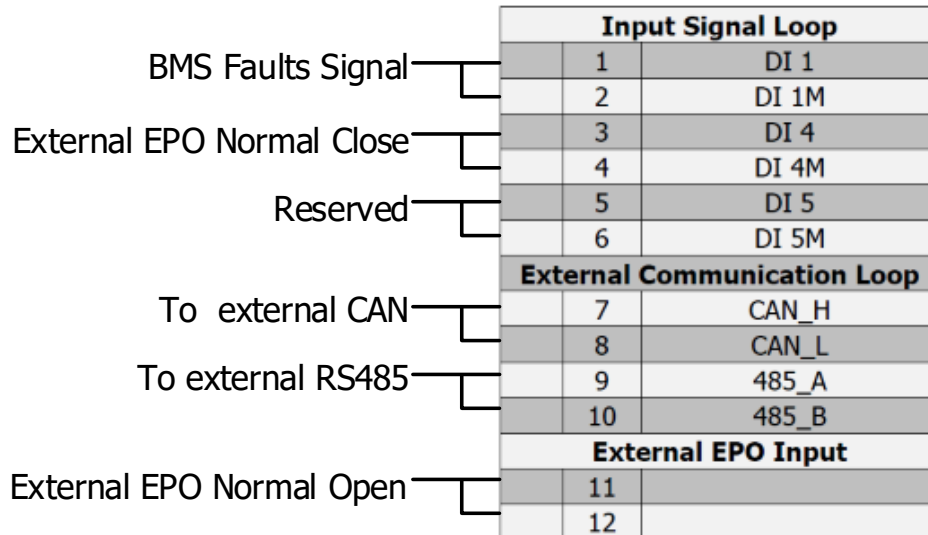 Input Signal Loop
BMS Faults Signal
1 DI 1
2 DI 1M
External EPO Normal Close
3 DI 4
4 DI 4M
Reserved
5 DI 5
6 DI 5M
External Communication Loop
To external CAN
7 CAN_H
8 CAN_L
To external RS485
9 485_A
10 485_B
External EPO Input
External EPO Normal Open
11
12